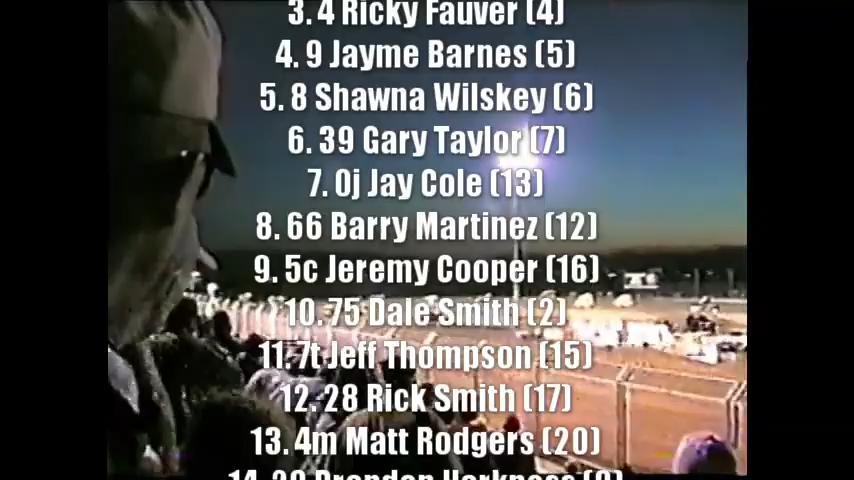 3. 4 Ricky Fauver (4)
4. 9 Jayme Barnes (5)
5. 8 Shawna Wilskey (6)
6. 39 Gary Taylor (7)
7. 0j Jay Cole (13)
8. 66 Barry Martinez (12)
9. 5c Jeremy Cooper (16)
10. 75 Dale Smith (2)
11. 7t Jeff Thompson (15)
12. 28 Rick Smith (17)
13. 4m Matt Rodgers (20)